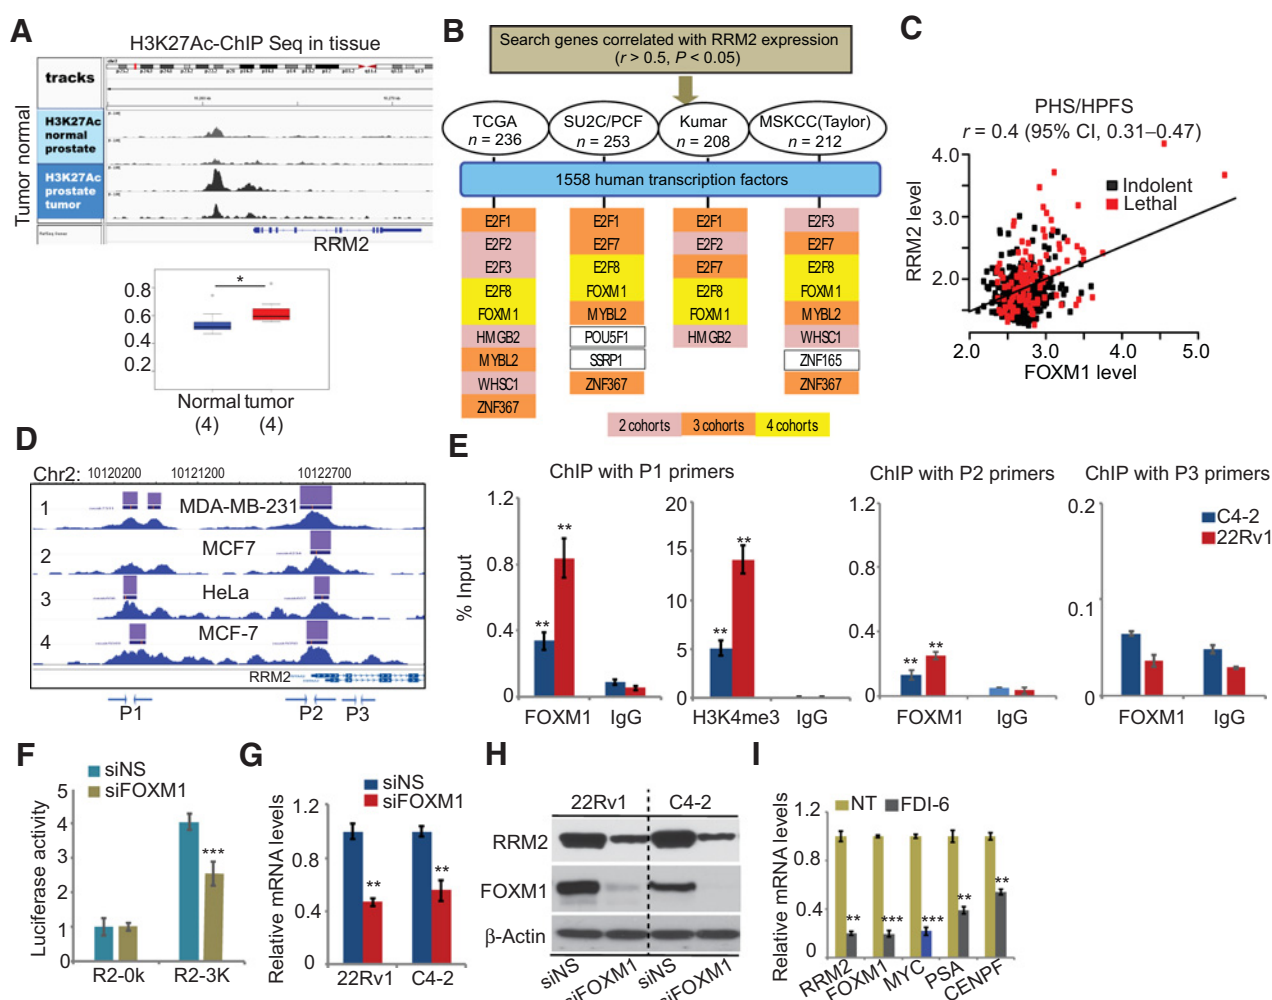 A
H3K27Ac-ChIP Seq in tissue
tracks
Tumor normal
H3K27Ac
normal
prostate
H3K27Ac
prostate
tumor
RRM2
*
0.8
0.6
0.4
0.2
Normal tumor
(4) (4)
B
Search genes correlated with RRM2 expression
(r > 0.5, P < 0.05)
TCGA
n = 236
SU2C/PCF
n = 253
Kumar
n = 208
MSKCC(Taylor)
n = 212
1558 human transcription factors
E2F1
E2F2
E2F3
E2F8
FOXM1
HMGB2
MYBL2
WHSC1
ZNF367
E2F1
E2F7
E2F8
FOXM1
MYBL2
POU5F1
SSRP1
ZNF367
E2F1
E2F2
E2F7
E2F8
FOXM1
HMGB2
E2F3
E2F7
E2F8
FOXM1
MYBL2
WHSC1
ZNF165
ZNF367
2 cohorts 3 cohorts 4 cohorts
C
PHS/HPFS
r = 0.4 (95% CI, 0.31–0.47)
RRM2 level
4.0
3.0
2.0
Indolent
Lethal
2.0 3.0 4.0 5.0
FOXM1 level
D
Chr2: 10120200 10121200 10122700
1 MDA-MB-231
2 MCF7
3 HeLa
4 MCF-7
RRM2
P1 P2 P3
E
ChIP with P1 primers
% Input
1.2
0.8
0.4
0
**
**
FOXM1 IgG
20
15
10
5
0
**
**
H3K4me3 IgG
ChIP with P2 primers
1.2
0.8
0.4
0
**
**
FOXM1 IgG
ChIP with P3 primers
0.2
0.1
0
C4-2
22Rv1
FOXM1 IgG
F
siNS
siFOXM1
Luciferase activity
5
4
3
2
1
0
***
R2-0k R2-3K
G
siNS
siFOXM1
Relative mRNA levels
1.2
0.8
0.4
0
**
**
22Rv1 C4-2
H
22Rv1 C4-2
RRM2
FOXM1
β-Actin
siNS
siFOXM1
siNS
siFOXM1
I
NT FDI-6
Relative mRNA levels
1.2
0.8
0.4
0
**
***
***
**
**
RRM2
FOXM1
MYC
PSA
CENPF